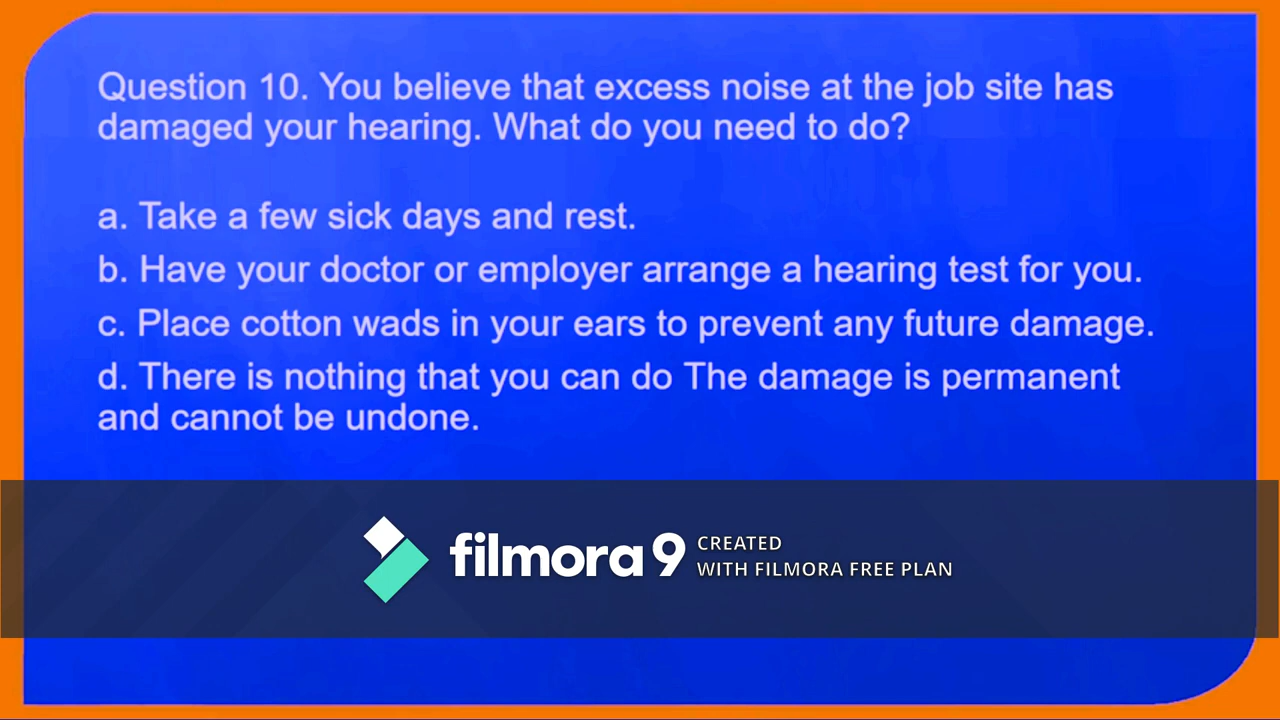 Question 10. You believe that excess noise at the job site has
damaged your hearing. What do you need to do?
a. Take a few sick days and rest.
b. Have your doctor or employer arrange a hearing test for you.
c. Place cotton wads in your ears to prevent any future damage.
d. There is nothing that you can do The damage is permanent
and cannot be undone.
filmora 9 CREATED
WITH FILMORA FREE PLAN